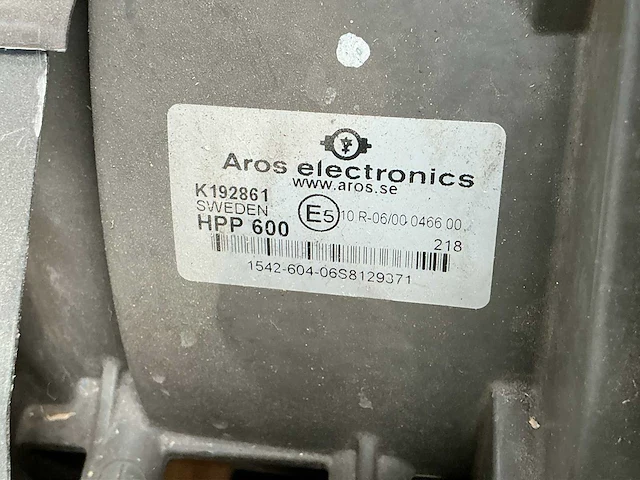 Aros electronics
www.aros.se
K192861
SWEDEN
HPP 600
E5 10 R-06/00 0466 00
218
1542-604-06S8129371